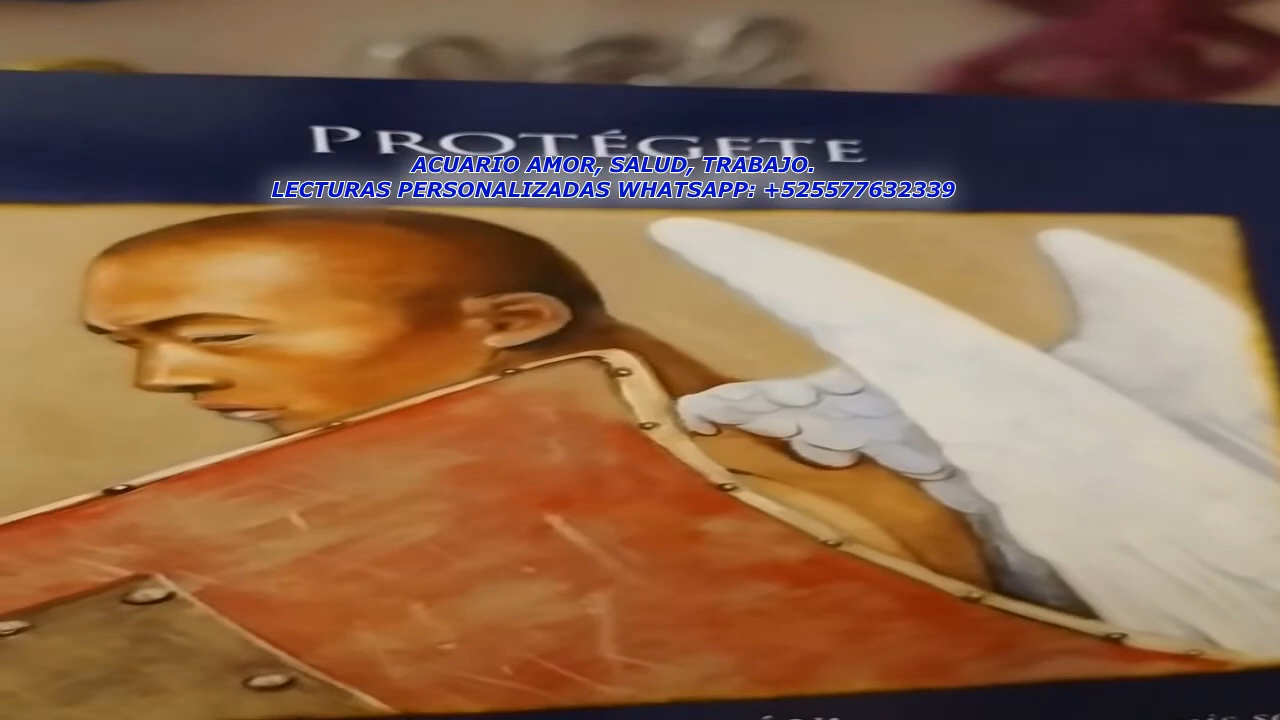 PROTÉGETE
ACUARIO AMOR, SALUD, TRABAJO.
LECTURAS PERSONALIZADAS WHATSAPP: +525577632339